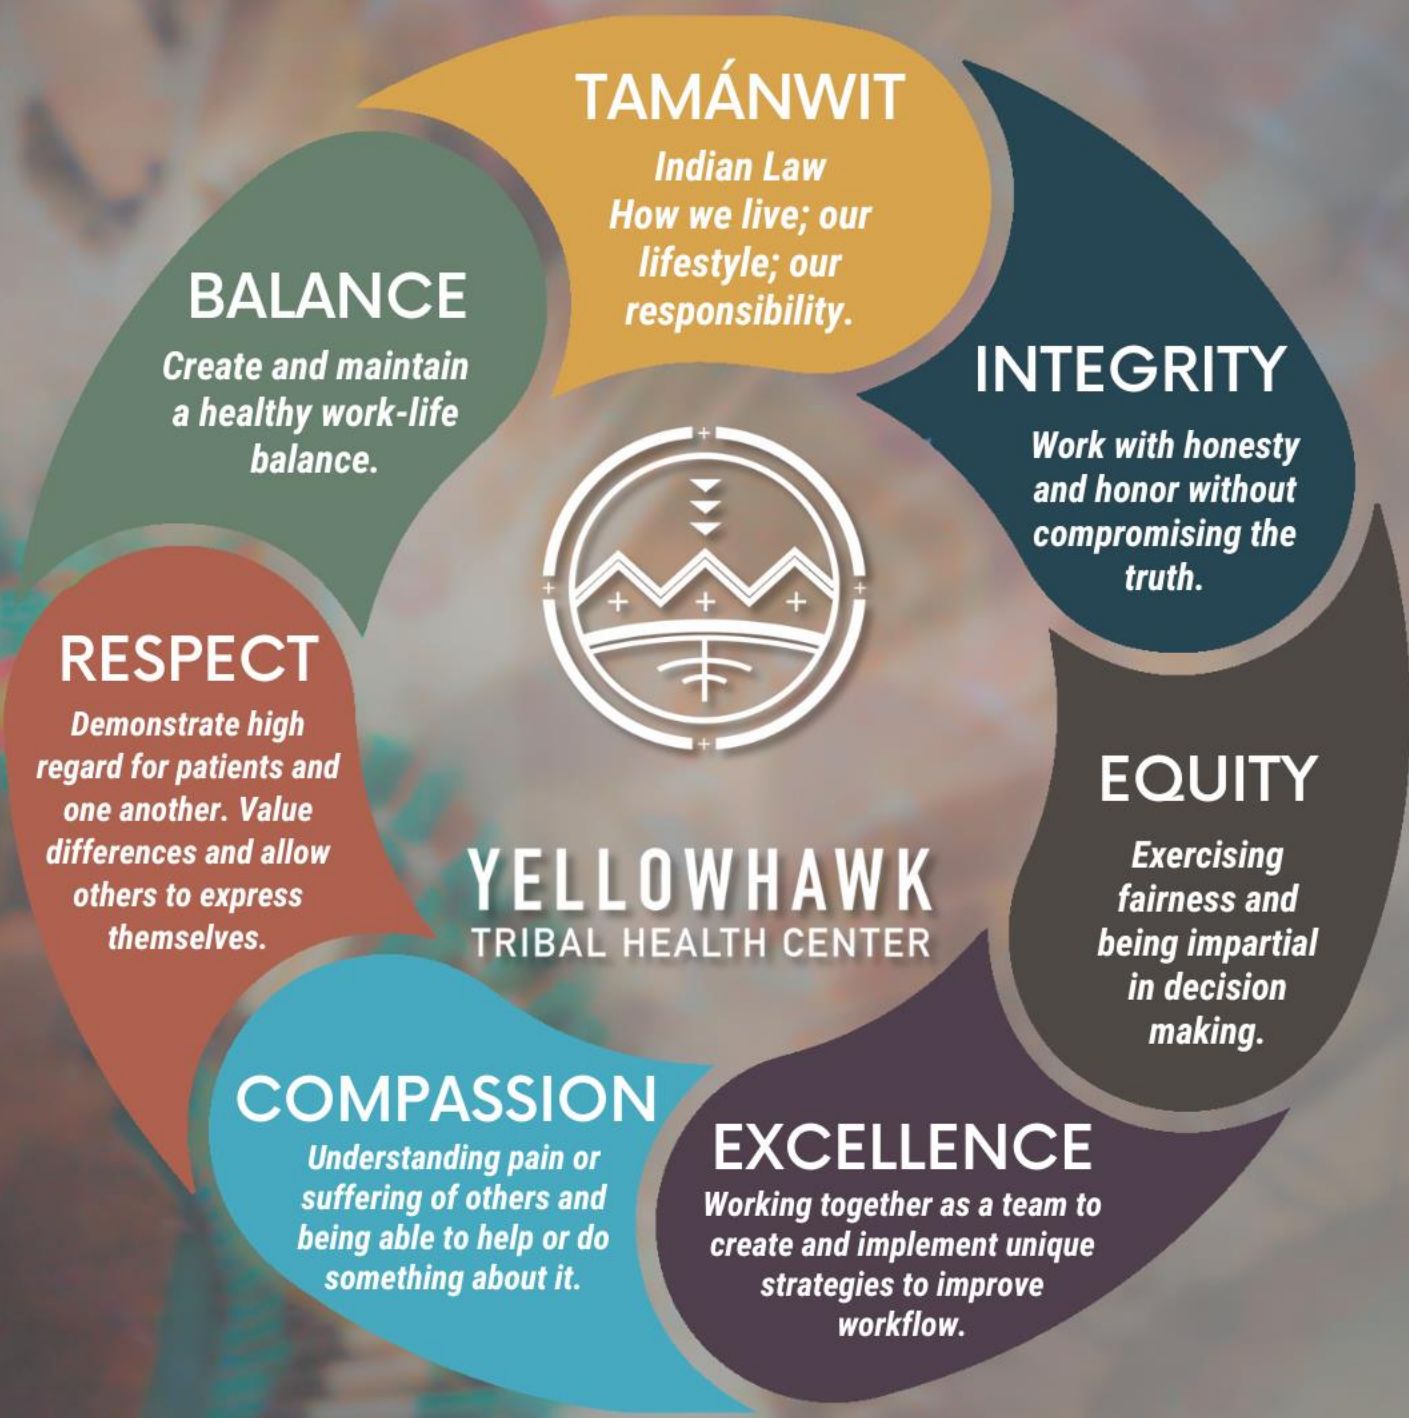 TAMÁNWIT
Indian Law
How we live; our
lifestyle; our
responsibility.
INTEGRITY
Work with honesty
and honor without
compromising the
truth.
EQUITY
Exercising
fairness and
being impartial
in decision
making.
EXCELLENCE
Working together as a team to
create and implement unique
strategies to improve
workflow.
COMPASSION
Understanding pain or
suffering of others and
being able to help or do
something about it.
RESPECT
Demonstrate high
regard for patients and
one another. Value
differences and allow
others to express
themselves.
BALANCE
Create and maintain
a healthy work-life
balance.
YELLOWHAWK
TRIBAL HEALTH CENTER